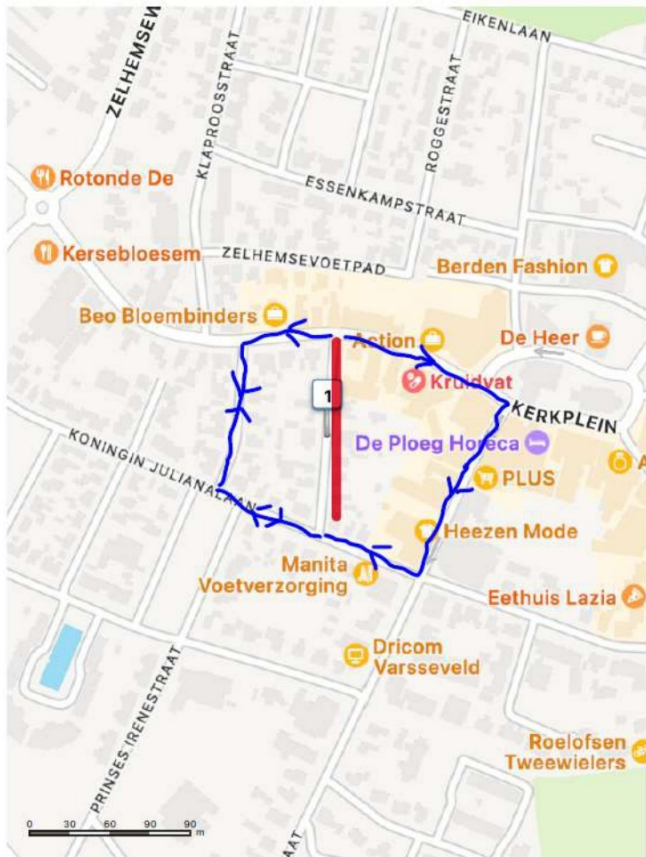 EIKENLAAN
ZELHEMSEW
KLAPROOSSTRAAT
ROGGESTRAAT
Rotonde De
ESSENKAMPSTRAAT
Kersebloesem
ZELHEMSEVOETPAD
Berden Fashion
Beo Bloembinders
Action
De Heer
Kruidvat
1
KERKPLEIN
De Ploeg Horeca
KONINGIN JULIANALAAN
A
PLUS
Heezen Mode
Manita
Voetverzorging
Eethuis Lazia
Dricom
Varsseveld
PRINSES IRENESTRAAT
Roelofsen
Tweewielers
0 30 60 90 90
m
AAT